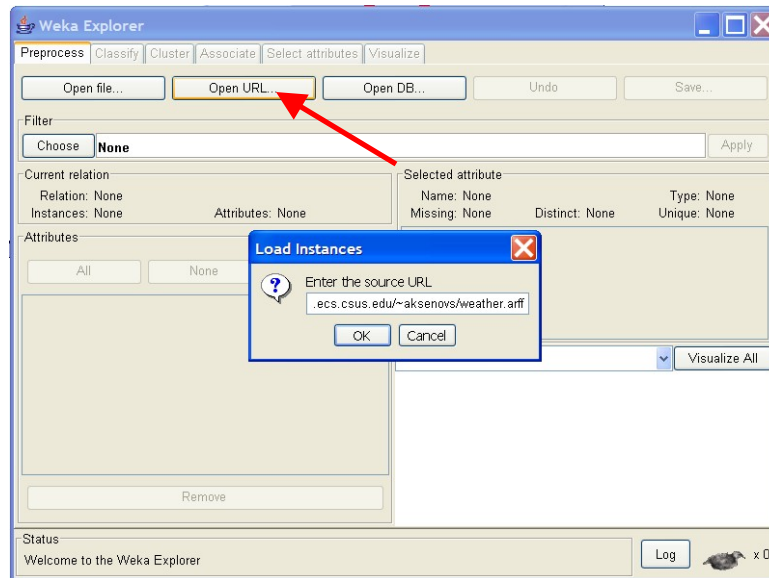 Weka Explorer
Preprocess Classify Cluster Associate Select attributes Visualize
Open file... Open URL... Open DB... Undo Save...
Filter
Choose None Apply
Current relation
Relation: None
Instances: None Attributes: None
Selected attribute
Name: None Type: None
Missing: None Distinct: None Unique: None
Attributes
All None
Load Instances
?
Enter the source URL
.ecs.csus.edu/~aksenovs/weather.arff
OK Cancel
Visualize All
Remove
Status
Welcome to the Weka Explorer
Log x 0